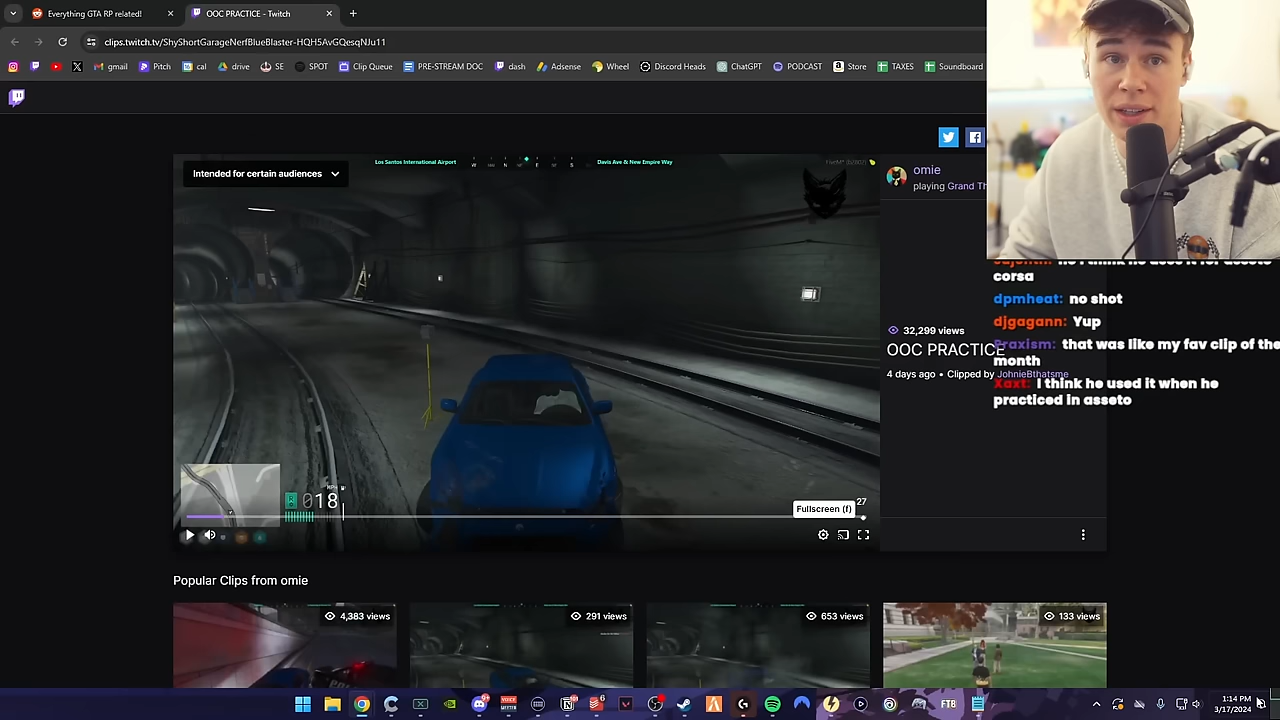 Everything GTA RP related!
OOC PRACTICE - Twitch
clips.twitch.tv/ShyShortGarageNerfBlueBlaster-HQH5AvGQesqNJu11
gmail
Pitch
cal
drive
SE
SPOT
Clip Queue
PRE-STREAM DOC
dash
Adsense
Wheel
Discord Heads
ChatGPT
PODCAST
Store
TAXES
Soundboard
Intended for certain audiences
Los Santos International Airport
Davis Ave & New Empire Way
omie
playing Grand Th
corsa
dpmheat: no shot
djgagann: Yup
Praxism: that was like my fav clip of the
month
Xaxt: I think he used it when he
practiced in asseto
32,299 views
OOC PRACTICE
4 days ago • Clipped by JohnieBthatsme
MPH
018
27
Fullscreen (f)
Popular Clips from omie
4,383 views
291 views
653 views
133 views
FT8
1:14 PM
3/17/2024